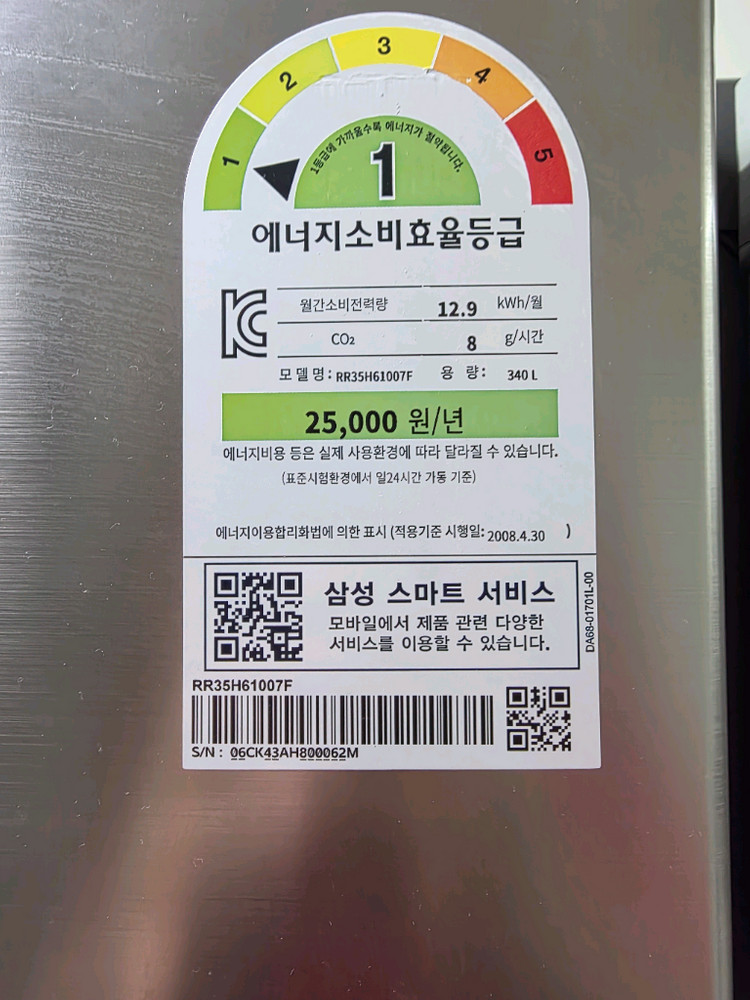 1 2 3 4 5
1등급에 가까울수록 에너지가 절약됩니다.
1
에너지소비효율등급
월간소비전력량 12.9 kWh/월
CO₂ 8 g/시간
모델명: RR35H61007F 용 량: 340 L
25,000 원/년
에너지비용 등은 실제 사용환경에 따라 달라질 수 있습니다.
(표준시험환경에서 일24시간 가동 기준)
에너지이용합리화법에 의한 표시 (적용기준 시행일: 2008.4.30 )
삼성 스마트 서비스
모바일에서 제품 관련 다양한
서비스를 이용할 수 있습니다.
DA68-01701L-00
RR35H61007F
S/N : 06CK43AH800062M